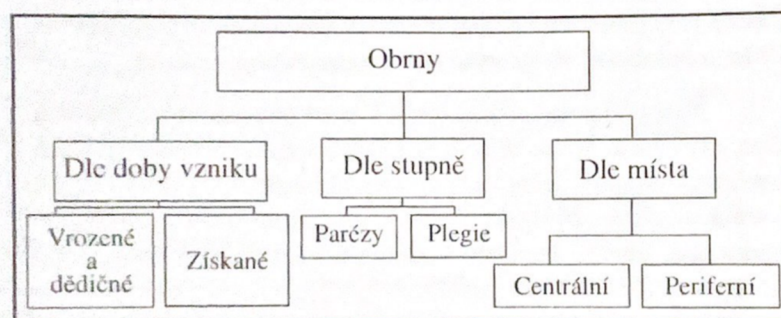 Obrny
Dle doby vzniku
Dle stupně
Dle místa
Vrozené
a
dědičné
Získané
Parézy
Plegie
Centrální
Periferní